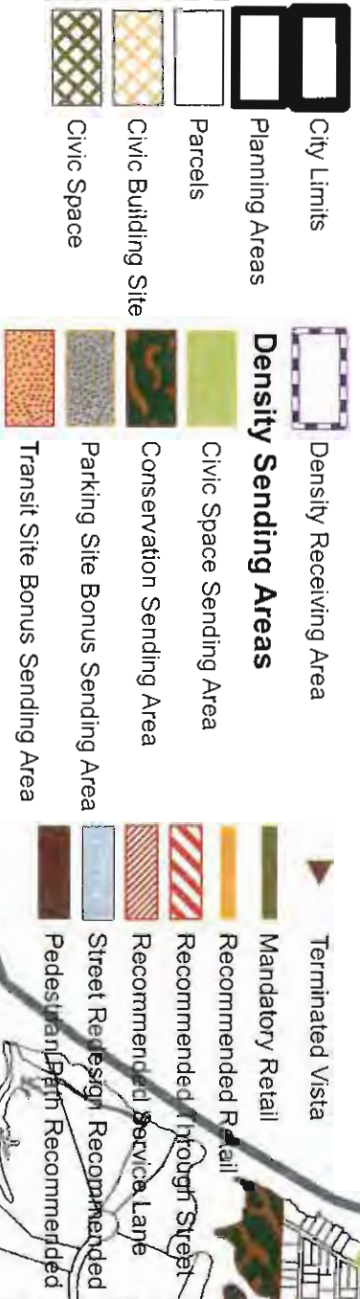 City Limits
Planning Areas
Parcels
Civic Building Site
Civic Space
Density Receiving Area
Density Sending Areas
Civic Space Sending Area
Conservation Sending Area
Parking Site Bonus Sending Area
Transit Site Bonus Sending Area
Terminated Vista
Mandatory Retail
Recommended Retail
Recommended Through Street
Recommended Service Lane
Street Redesign Recommended
Pedestrian Path Recommended